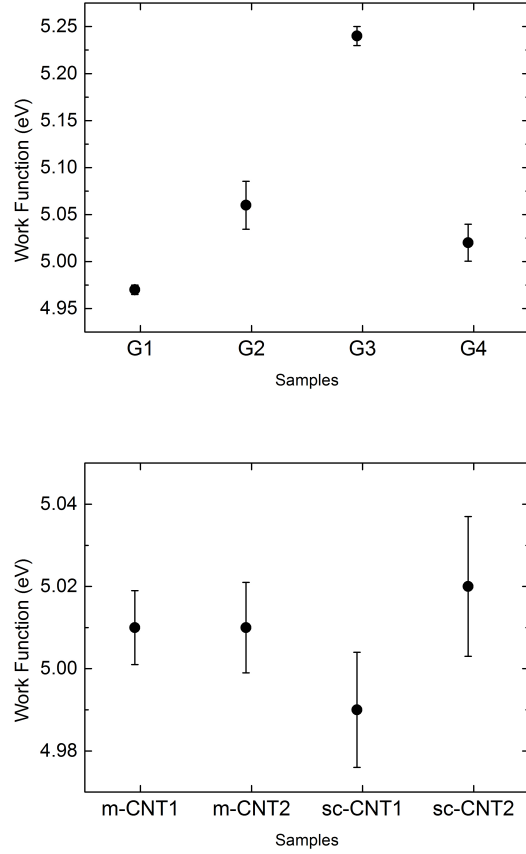 5.25
5.20
5.15
5.10
5.05
5.00
4.95
Work Function (eV)
G1 G2 G3 G4
Samples
5.04
5.02
5.00
4.98
Work Function (eV)
m-CNT1 m-CNT2 sc-CNT1 sc-CNT2
Samples